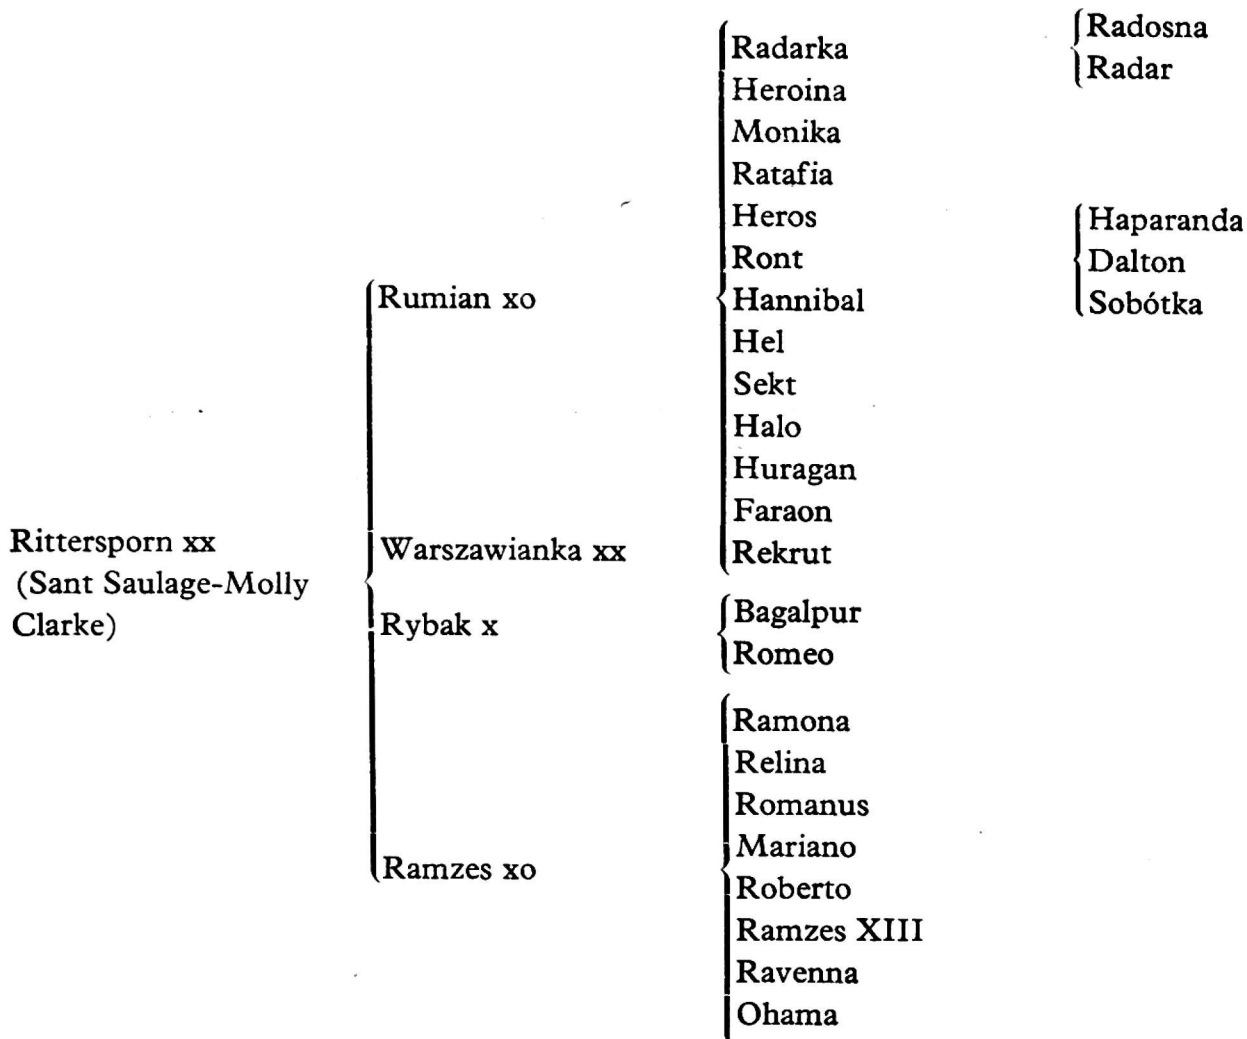 Rittersporn xx
(Sant Saulage-Molly
Clarke)
Rumian xo
Warszawianka xx
Rybak x
Ramzes xo
Radarka
Heroina
Monika
Ratafia
Heros
Ront
Hannibal
Hel
Sekt
Halo
Huragan
Faraon
Rekrut
Bagalpur
Romeo
Ramona
Relina
Romanus
Mariano
Roberto
Ramzes XIII
Ravenna
Ohama
Radosna
Radar
Haparanda
Dalton
Sobótka